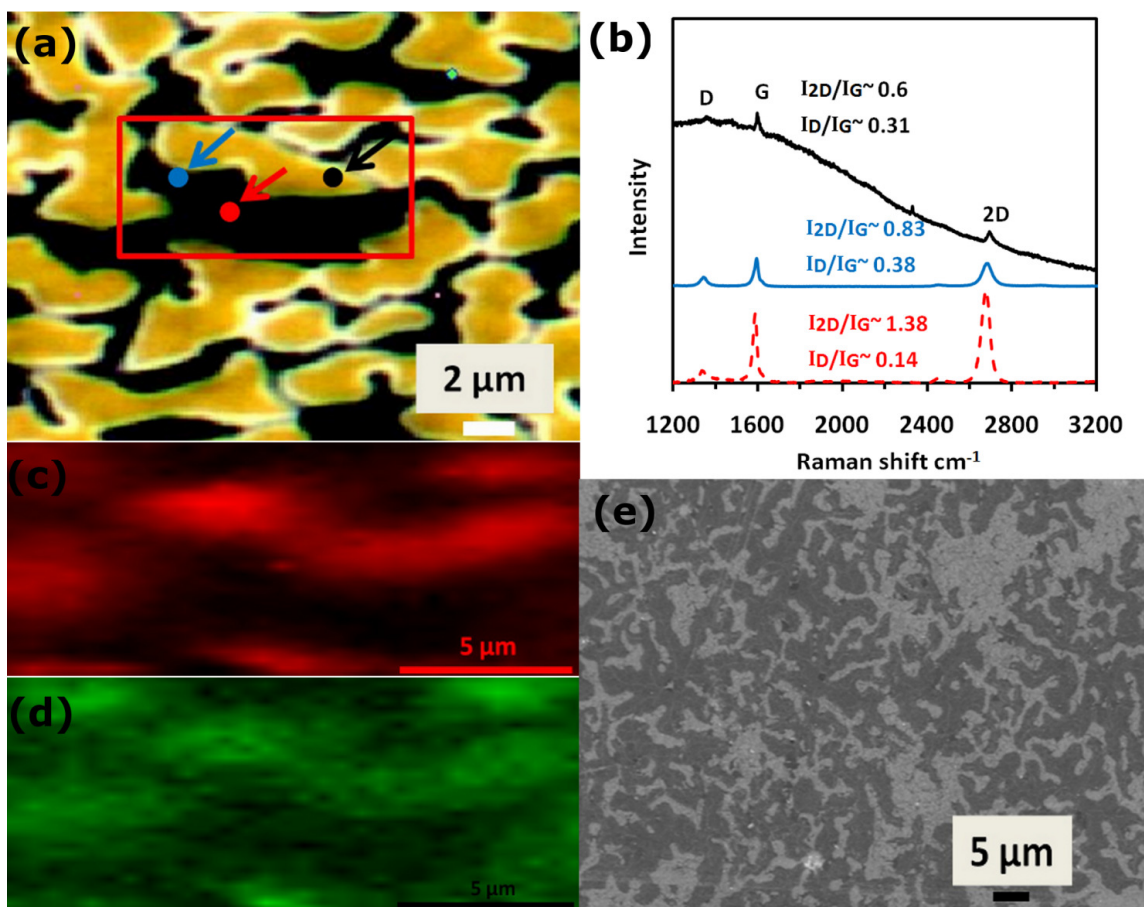 (a)
2 µm
(b)
D
G
2D
I2D/IG~ 0.6
ID/IG~ 0.31
I2D/IG~ 0.83
ID/IG~ 0.38
I2D/IG~ 1.38
ID/IG~ 0.14
Intensity
1200 1600 2000 2400 2800 3200
Raman shift cm-1
(c)
5 µm
(d)
5 µm
(e)
5 µm